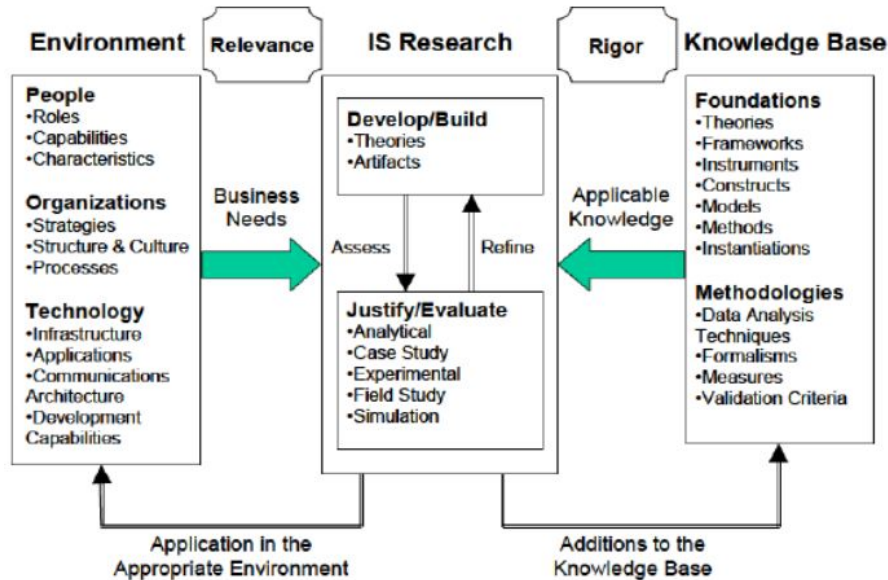 Environment
Relevance
IS Research
Rigor
Knowledge Base
People
•Roles
•Capabilities
•Characteristics
Organizations
•Strategies
•Structure & Culture
•Processes
Technology
•Infrastructure
•Applications
•Communications
Architecture
•Development
Capabilities
Business
Needs
Develop/Build
•Theories
•Artifacts
Assess
Refine
Justify/Evaluate
•Analytical
•Case Study
•Experimental
•Field Study
•Simulation
Applicable
Knowledge
Foundations
•Theories
•Frameworks
•Instruments
•Constructs
•Models
•Methods
•Instantiations
Methodologies
•Data Analysis
Techniques
•Formalisms
•Measures
•Validation Criteria
Application in the
Appropriate Environment
Additions to the
Knowledge Base